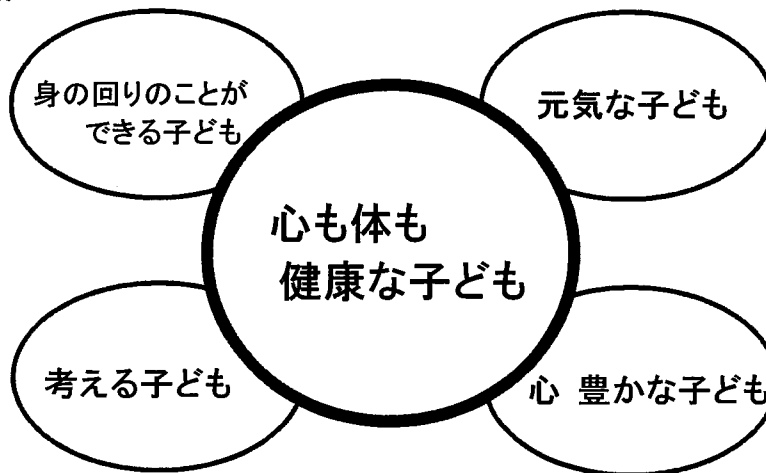 身の回りのことが
できる子ども
元気な子ども
心も体も
健康な子ども
考える子ども
心 豊かな子ども